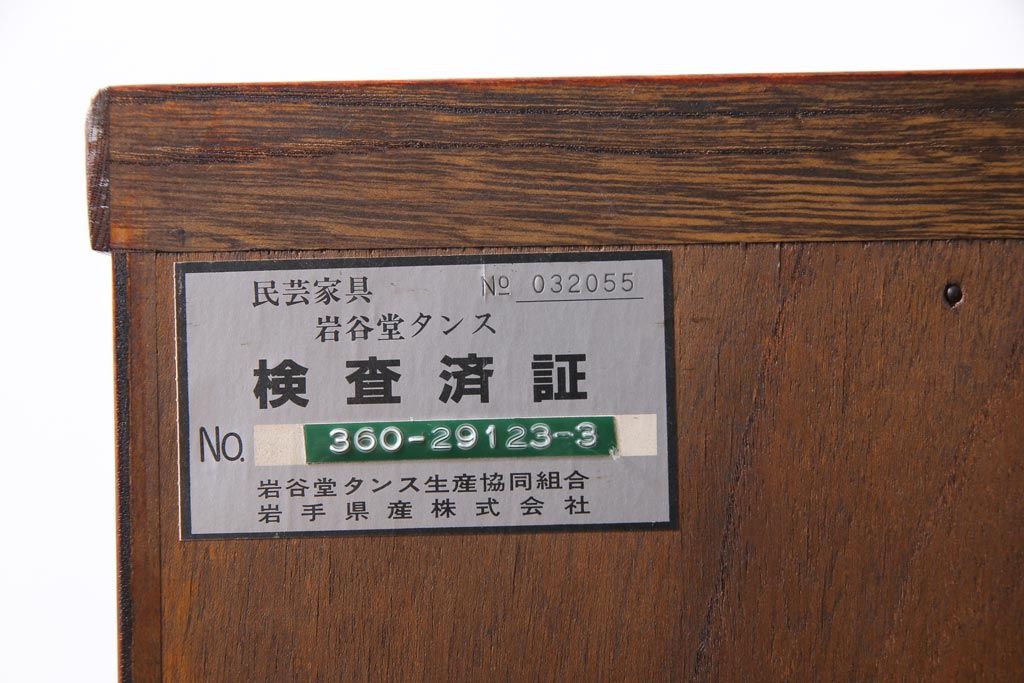 民芸家具 № 032055
岩谷堂タンス
検査済証
No. 360-29123-3
岩谷堂タンス生産協同組合
岩手県産株式会社